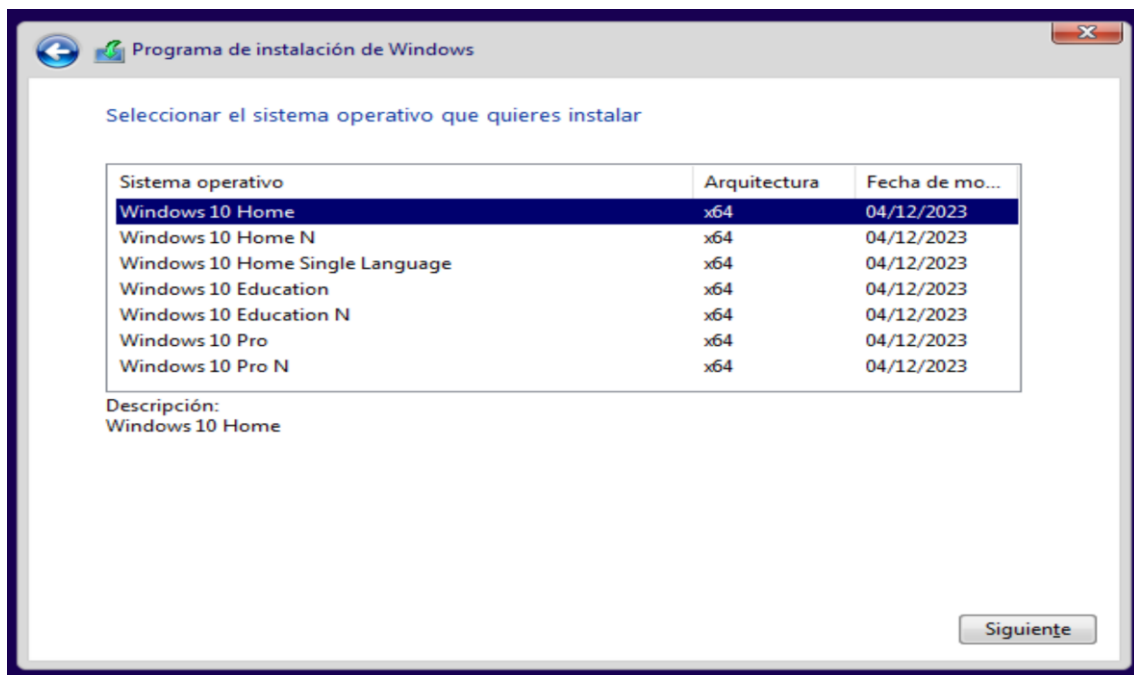 Programa de instalación de Windows
Seleccionar el sistema operativo que quieres instalar
Sistema operativo Arquitectura Fecha de mo...
Windows 10 Home x64 04/12/2023
Windows 10 Home N x64 04/12/2023
Windows 10 Home Single Language x64 04/12/2023
Windows 10 Education x64 04/12/2023
Windows 10 Education N x64 04/12/2023
Windows 10 Pro x64 04/12/2023
Windows 10 Pro N x64 04/12/2023
Descripción:
Windows 10 Home
Siguiente